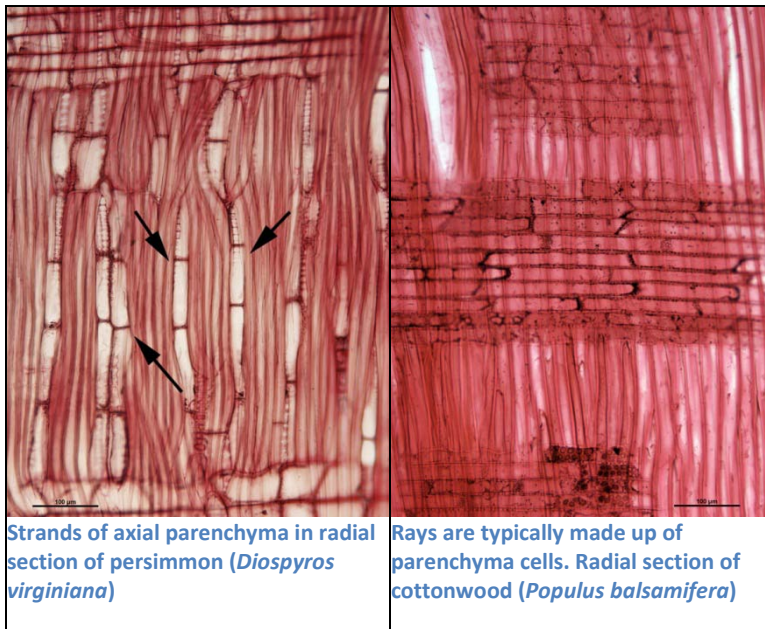 100 µm
100 µm
Strands of axial parenchyma in radial
section of persimmon (Diospyros
virginiana)
Rays are typically made up of
parenchyma cells. Radial section of
cottonwood (Populus balsamifera)